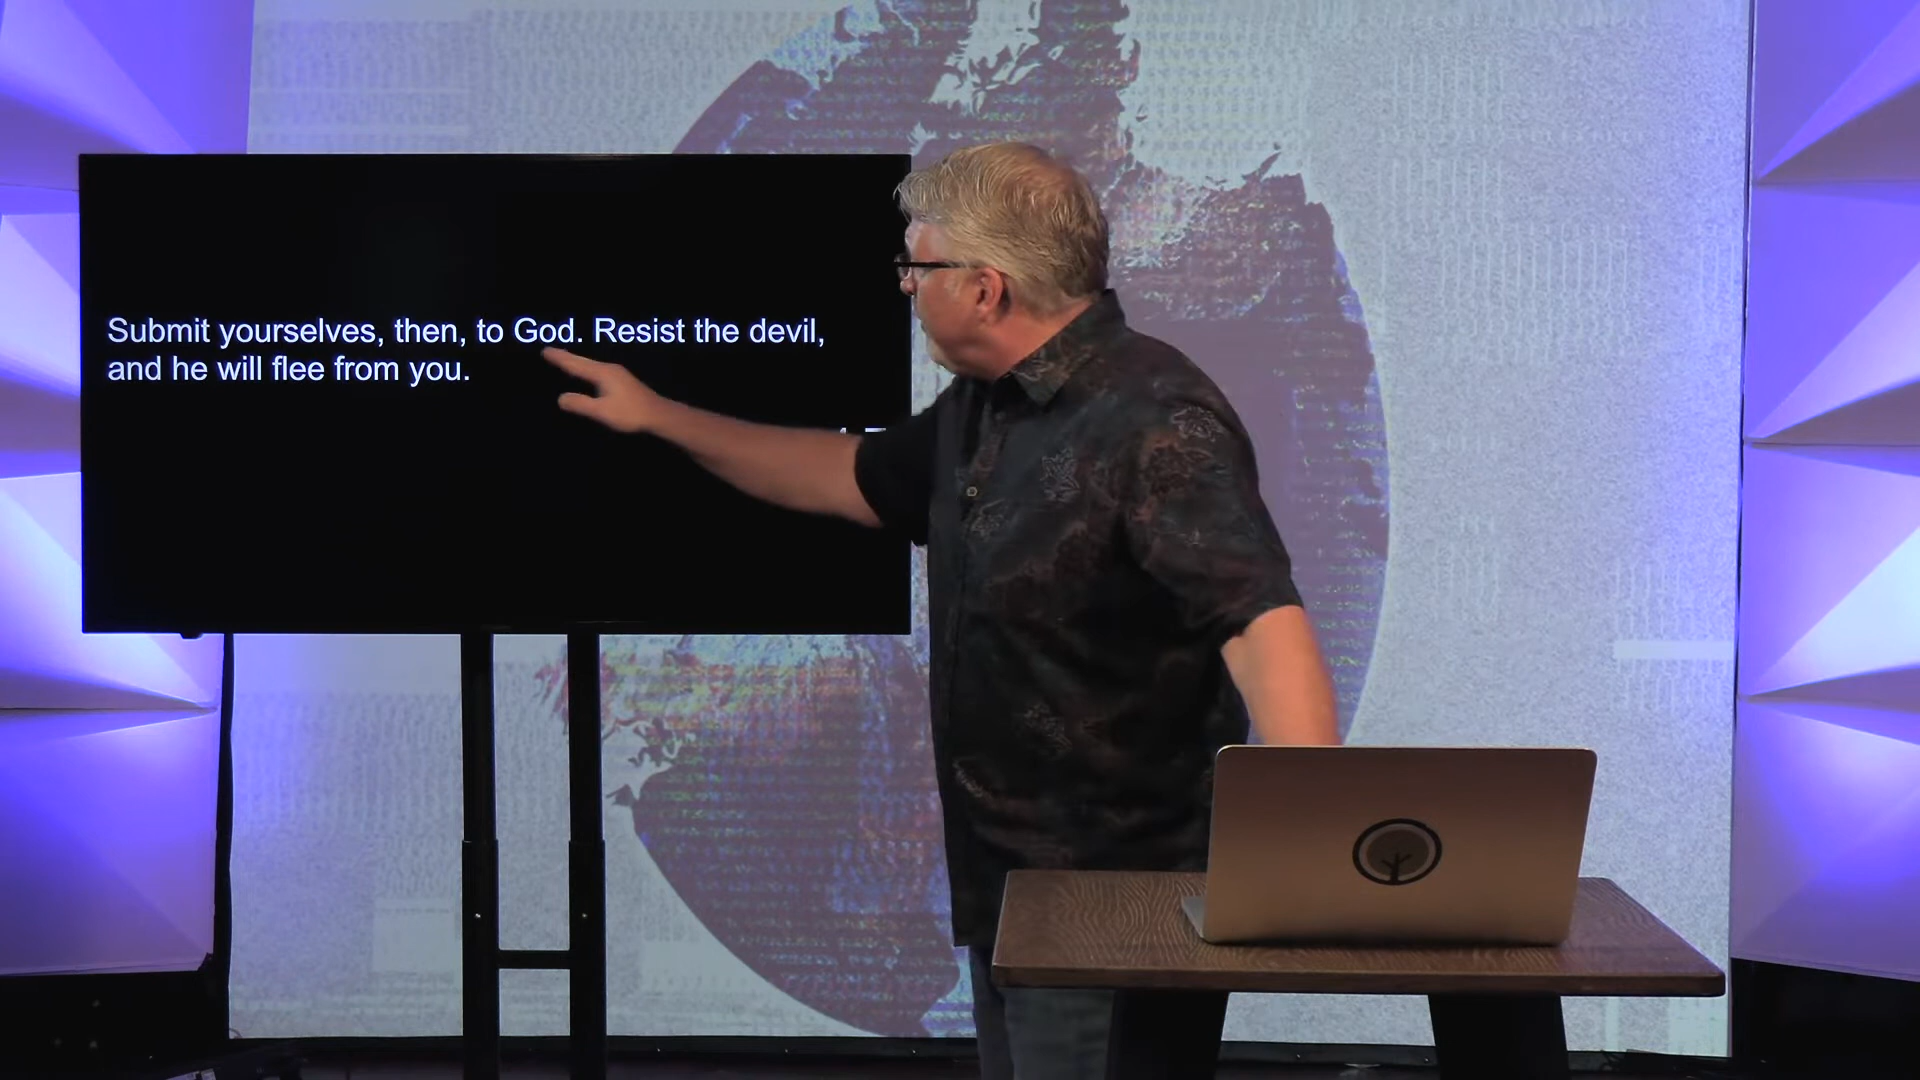 Submit yourselves, then, to God. Resist the devil,
and he will flee from you.